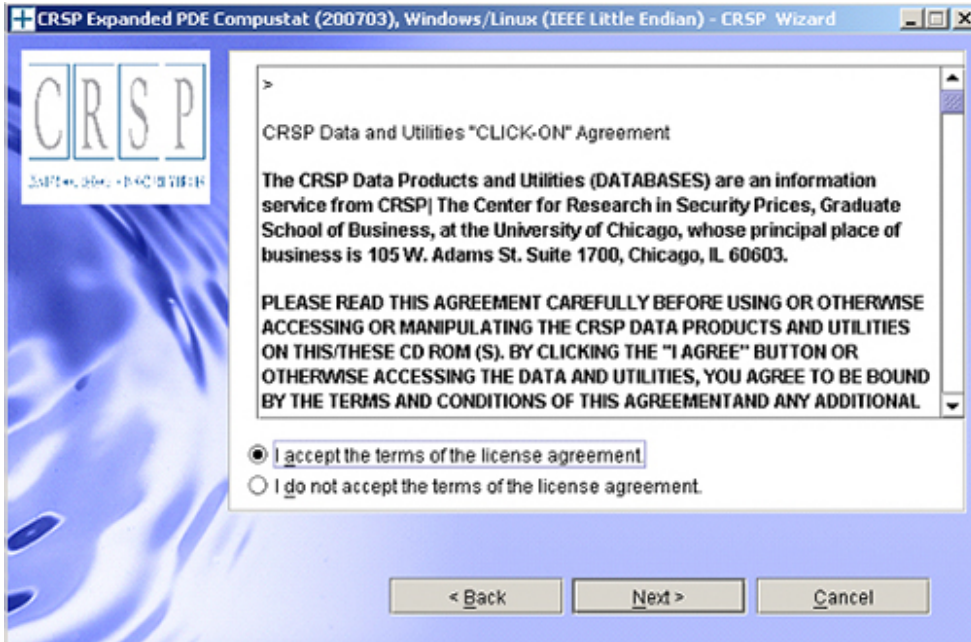 CRSP Expanded PDE Compustat (200703), Windows/Linux (IEEE Little Endian) - CRSP Wizard
CRSP
>
CRSP Data and Utilities "CLICK-ON" Agreement
The CRSP Data Products and Utilities (DATABASES) are an information
service from CRSP| The Center for Research in Security Prices, Graduate
School of Business, at the University of Chicago, whose principal place of
business is 105 W. Adams St. Suite 1700, Chicago, IL 60603.
PLEASE READ THIS AGREEMENT CAREFULLY BEFORE USING OR OTHERWISE
ACCESSING OR MANIPULATING THE CRSP DATA PRODUCTS AND UTILITIES
ON THIS/THESE CD ROM (S). BY CLICKING THE "I AGREE" BUTTON OR
OTHERWISE ACCESSING THE DATA AND UTILITIES, YOU AGREE TO BE BOUND
BY THE TERMS AND CONDITIONS OF THIS AGREEMENTAND ANY ADDITIONAL
I accept the terms of the license agreement.
I do not accept the terms of the license agreement.
< Back
Next >
Cancel